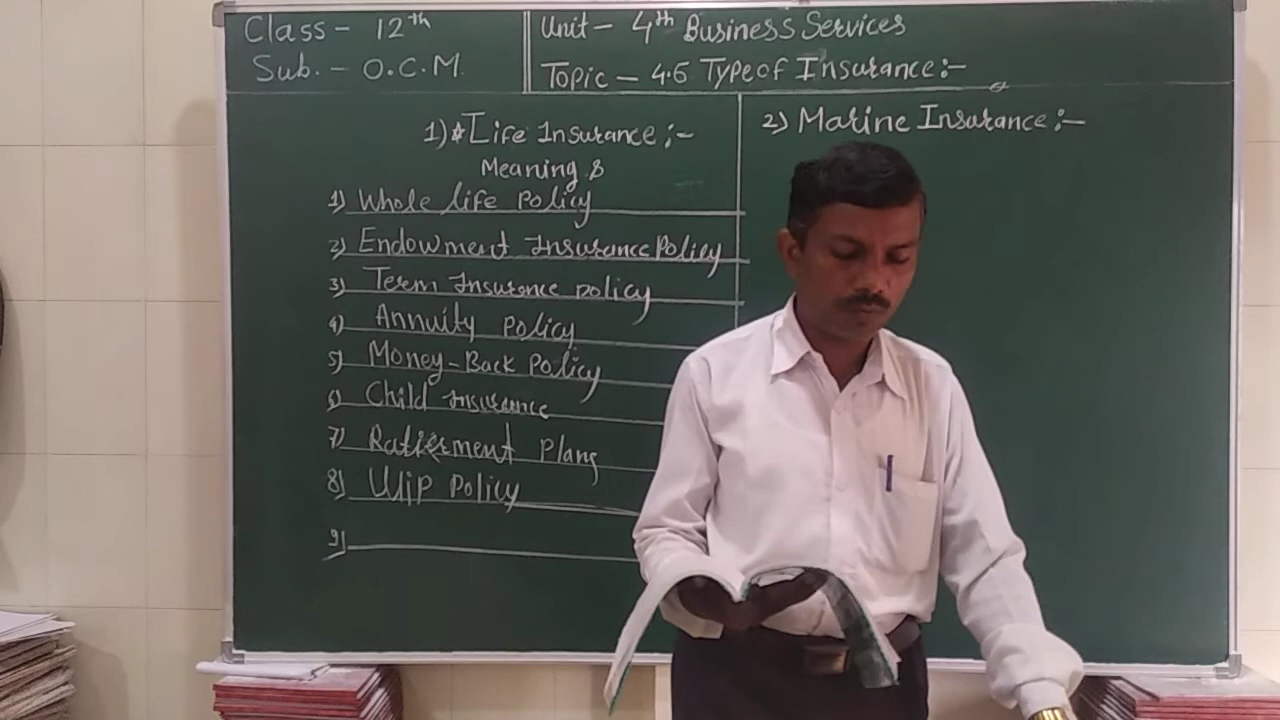 Class - 12th
Sub. - O.C.M.
Unit - 4th Business Services
Topic - 4.5 Type of Insurance :-
1) * Life Insurance :-
Meaning &
1) Whole life policy
2) Endowment Insurance Policy
3) Term Insurance policy
4) Annuity policy
5) Money-Back Policy
6) Child Insurance
7) Ratierment Plans
8) Ulip Policy
9)
2) Marine Insurance :-